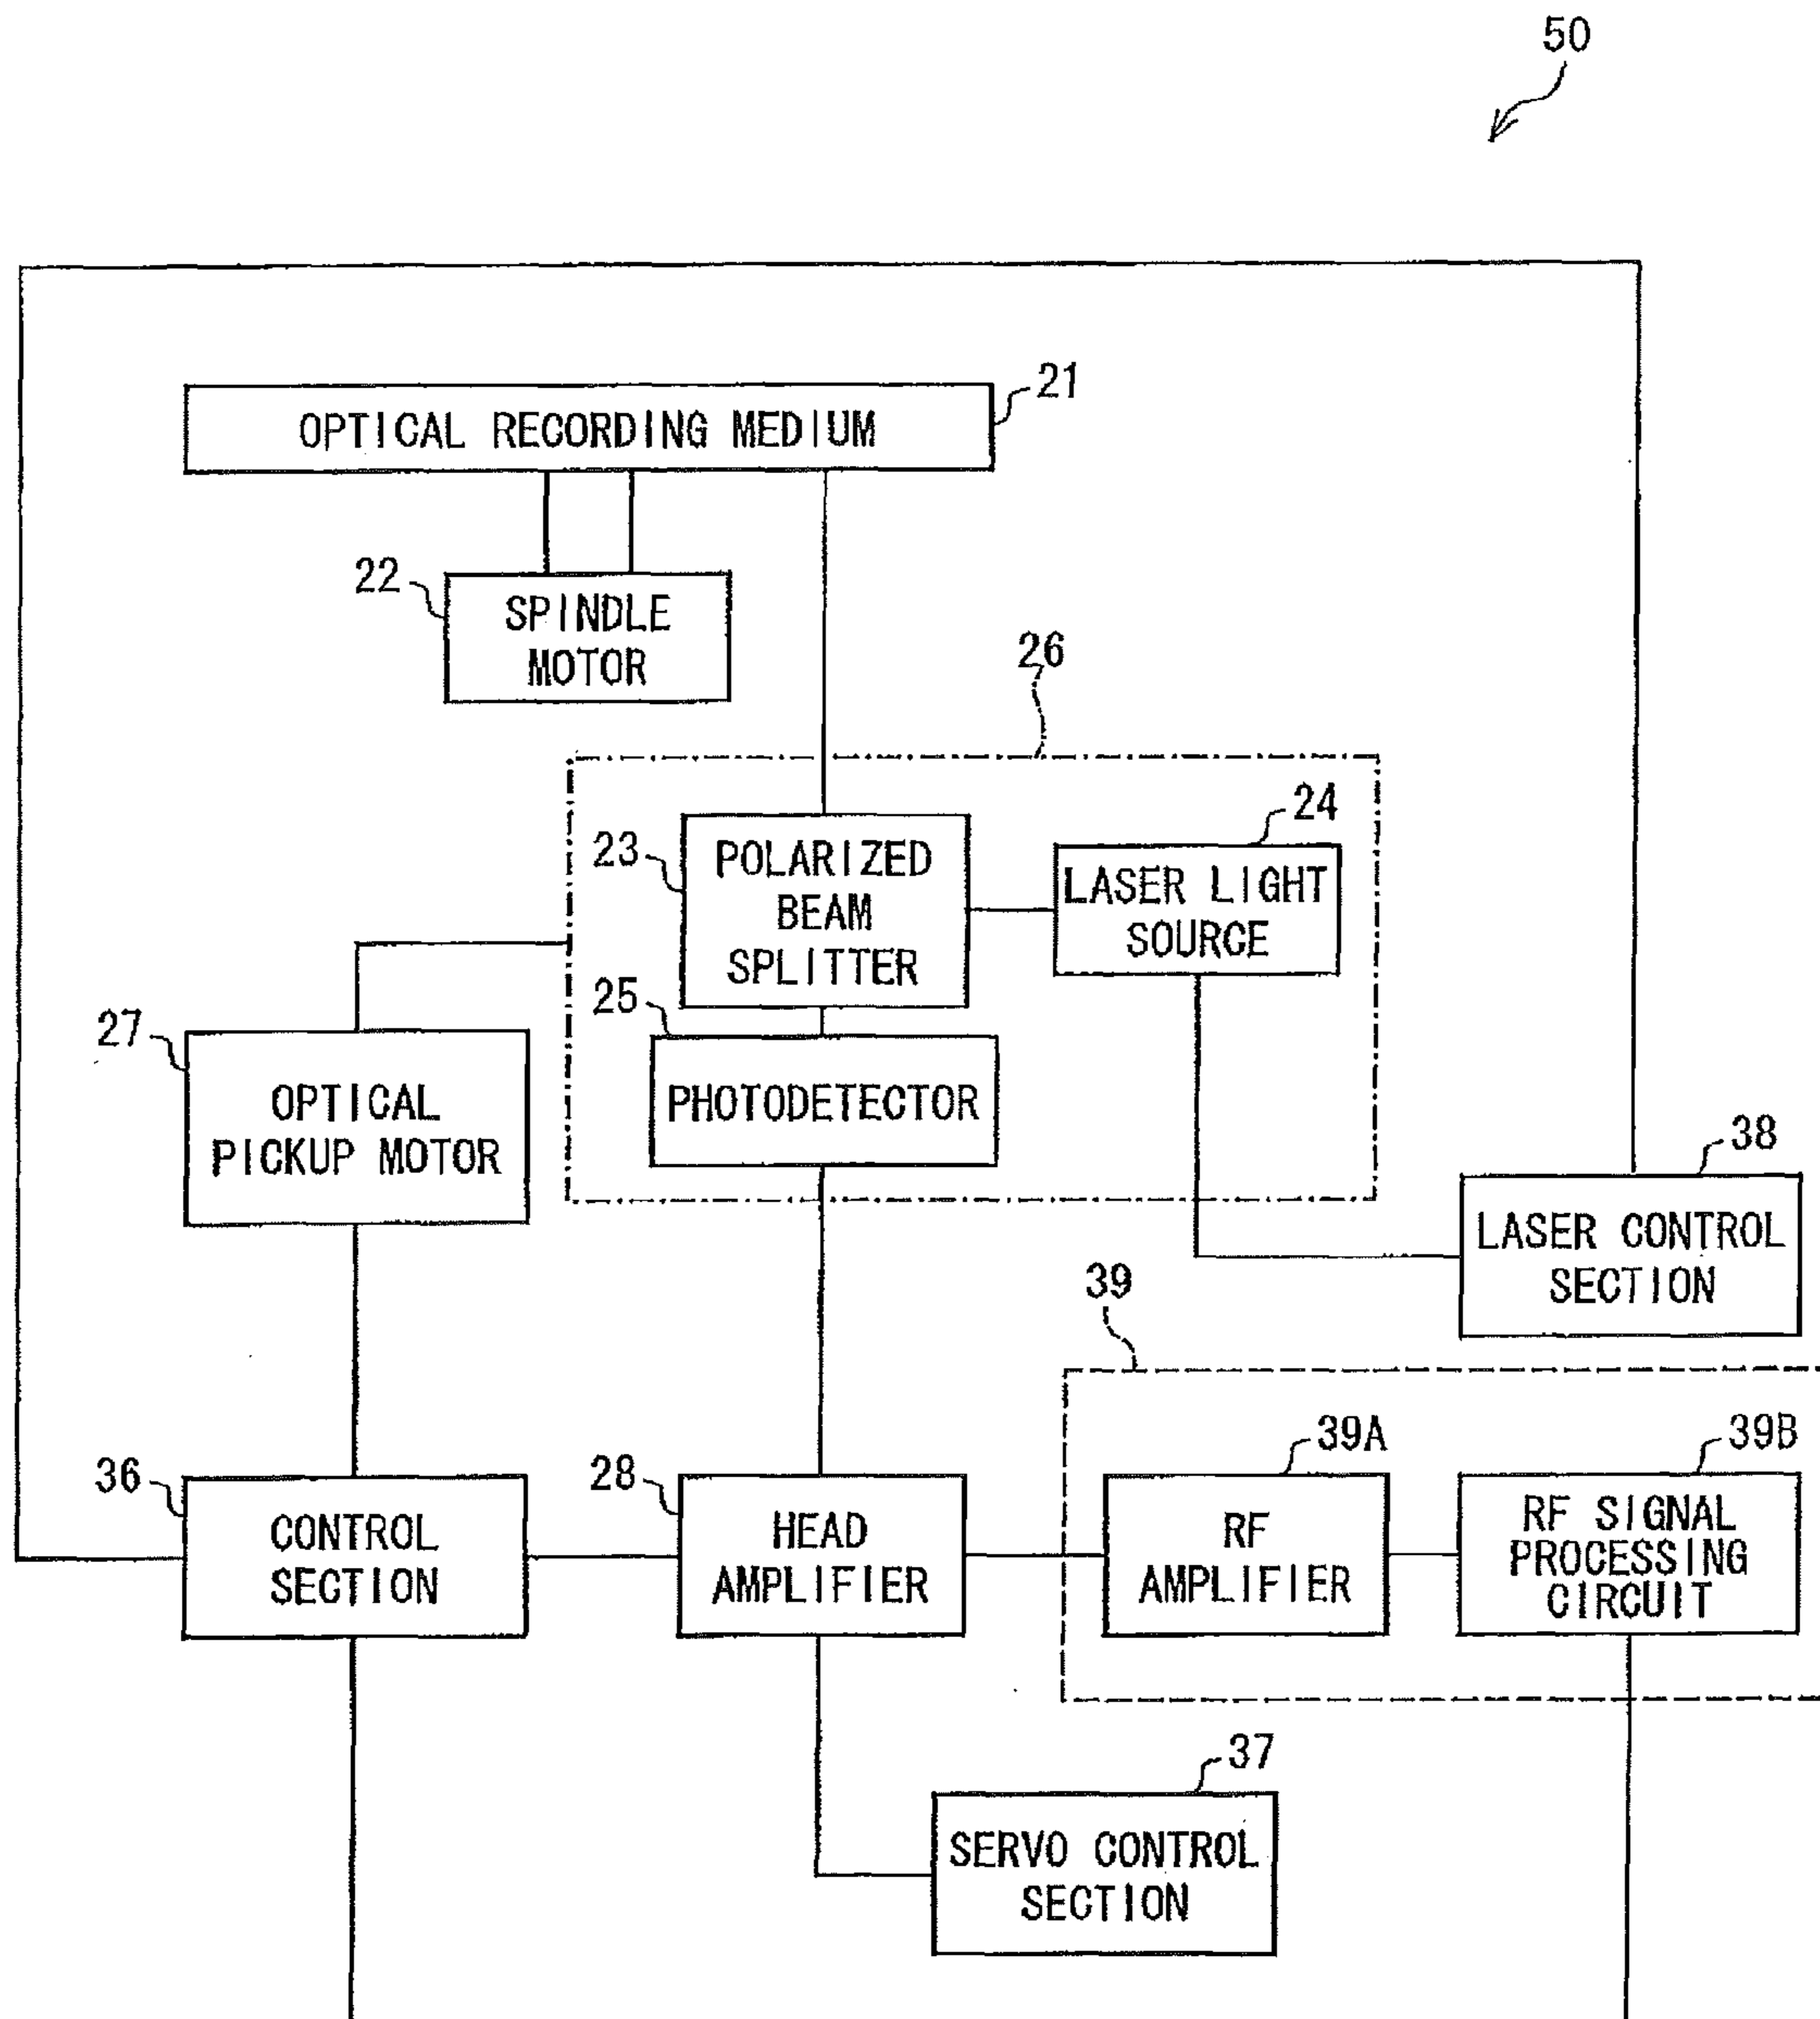 50
21
OPTICAL RECORDING MEDIUM
22
SPINDLE
MOTOR
26
24
23
POLARIZED
BEAM
SPLITTER
LASER LIGHT
SOURCE
25
27
PHOTODETECTOR
OPTICAL
PICKUP MOTOR
38
LASER CONTROL
SECTION
39
39A
39B
36
28
CONTROL
SECTION
HEAD
AMPLIFIER
RF
AMPLIFIER
RF SIGNAL
PROCESSING
CIRCUIT
37
SERVO CONTROL
SECTION